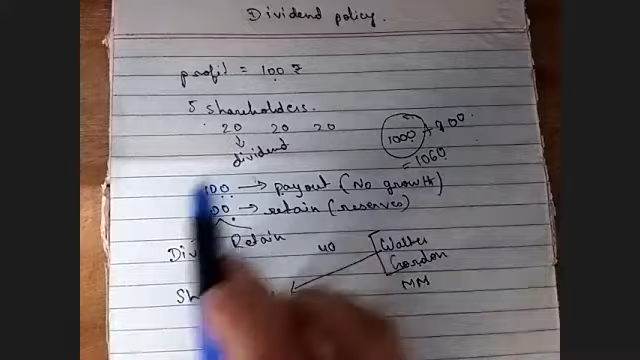 Dividend policy.
profit = 100 ₹
5 shareholders.
20 20 20
dividend
1000
= 1060
100 → payout (No growth)
→ retain (reserves)
Retain 40
Walter
Gordon
MM